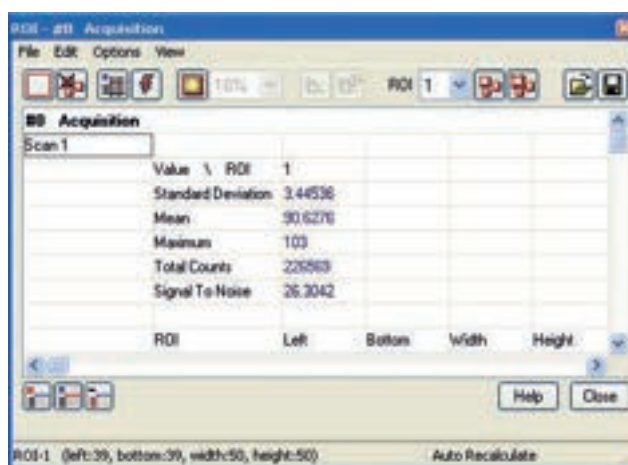 ROI - #0 Acquisition
File Edit Options View
10% ROI 1
#0 Acquisition
Scan 1
Value \ ROI 1
Standard Deviation 3.44536
Mean 90.6276
Maximum 103
Total Counts 226569
Signal To Noise 26.3042
ROI Left Bottom Width Height
Help Close
ROI-1 (left:39, bottom:39, width:50, height:50) Auto Recalculate